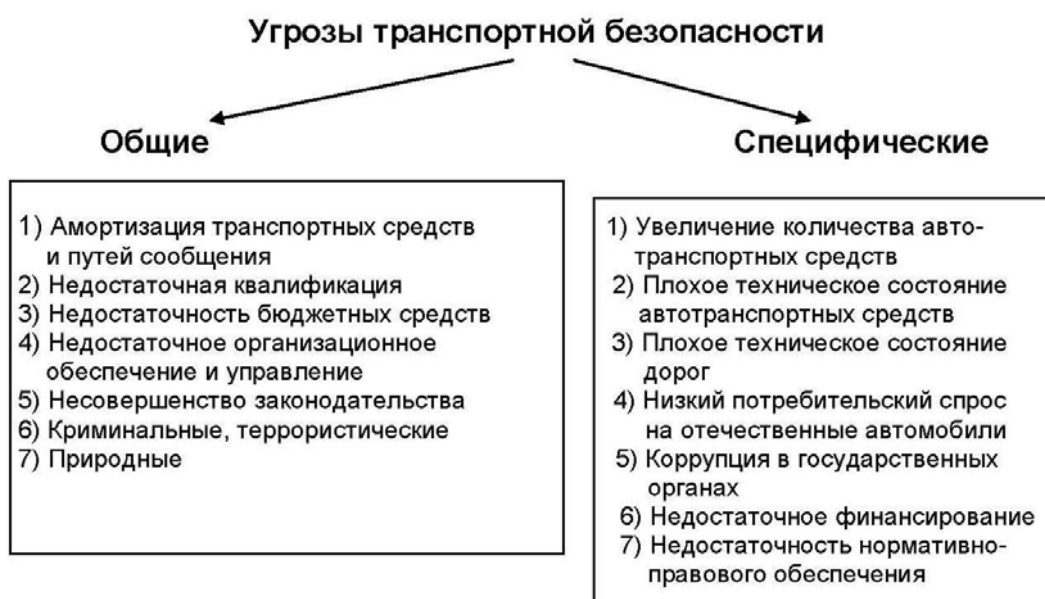 Угрозы транспортной безопасности
Общие
1) Амортизация транспортных средств
и путей сообщения
2) Недостаточная квалификация
3) Недостаточность бюджетных средств
4) Недостаточное организационное
обеспечение и управление
5) Несовершенство законодательства
6) Криминальные, террористические
7) Природные
Специфические
1) Увеличение количества авто-
транспортных средств
2) Плохое техническое состояние
автотранспортных средств
3) Плохое техническое состояние
дорог
4) Низкий потребительский спрос
на отечественные автомобили
5) Коррупция в государственных
органах
6) Недостаточное финансирование
7) Недостаточность нормативно-
правового обеспечения